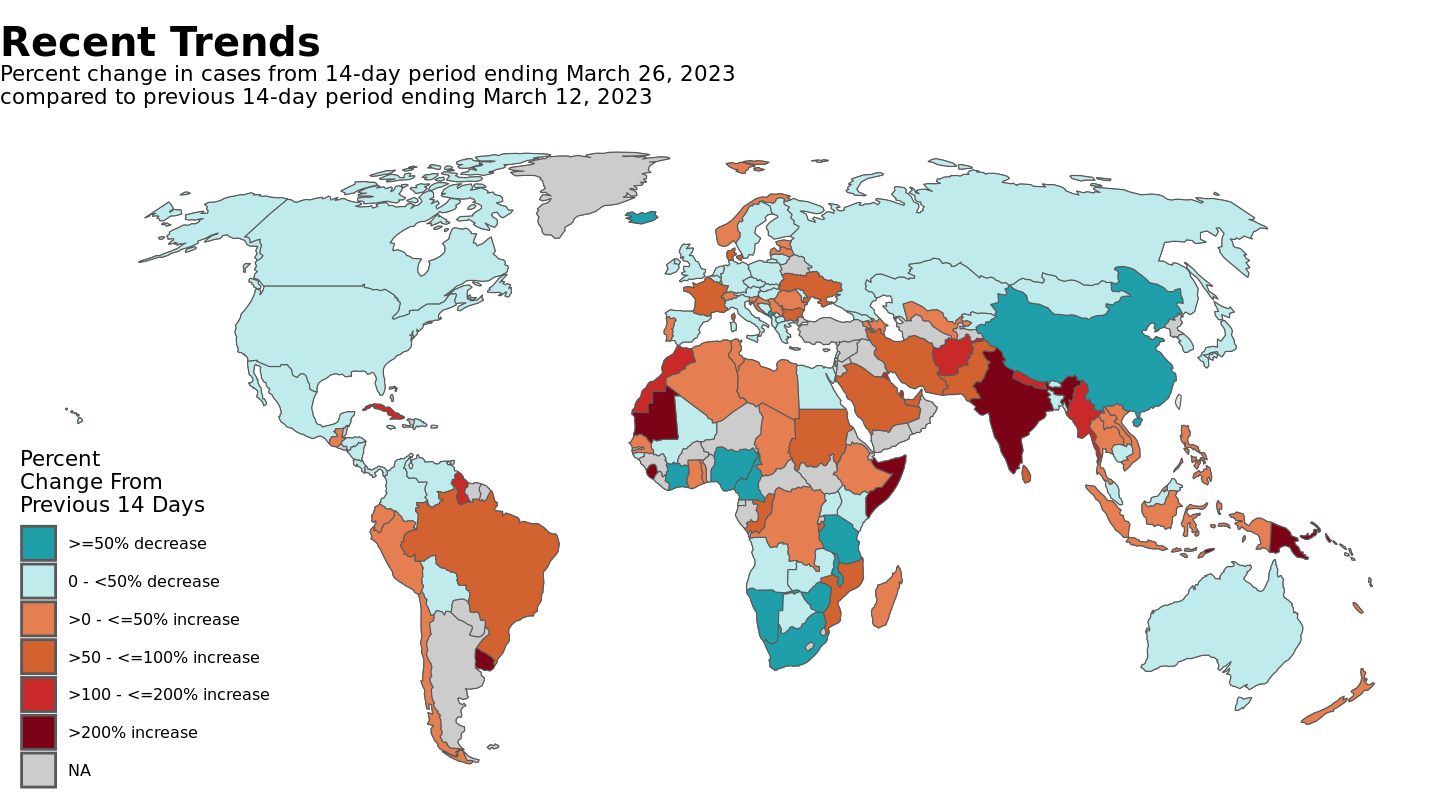 Recent Trends
Percent change in cases from 14-day period ending March 26, 2023
compared to previous 14-day period ending March 12, 2023
Percent
Change From
Previous 14 Days
>=50% decrease
0 - <50% decrease
>0 - <=50% increase
>50 - <=100% increase
>100 - <=200% increase
>200% increase
NA